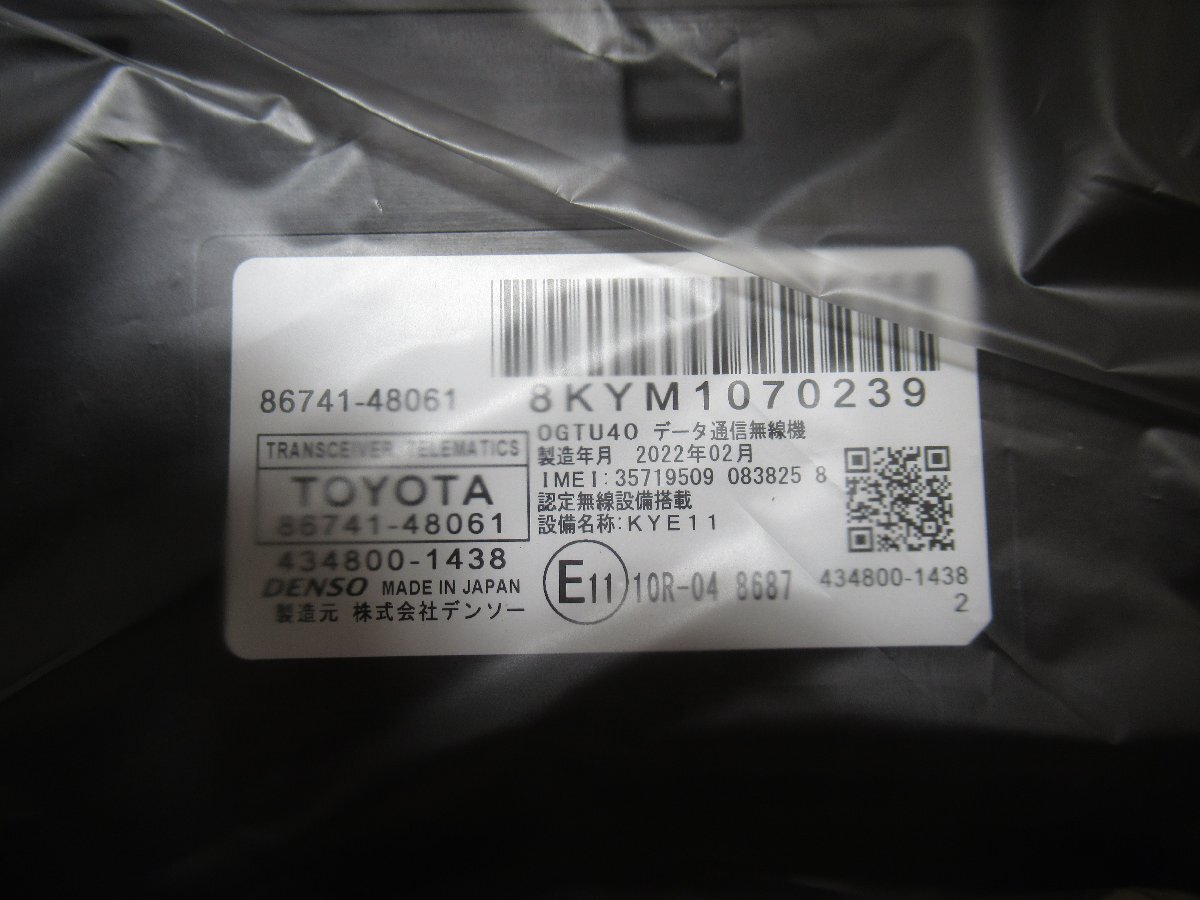 86741-48061
8KYM1070239
TRANSCEIVER, TELEMATICS
TOYOTA
86741-48061
434800-1438
DENSO MADE IN JAPAN
製造元 株式会社デンソー
0GTU40 データ通信無線機
製造年月 2022年02月
IMEI:35719509 083825 8
認定無線設備搭載
設備名称:KYE11
E11 10R-04 8687
434800-1438
2